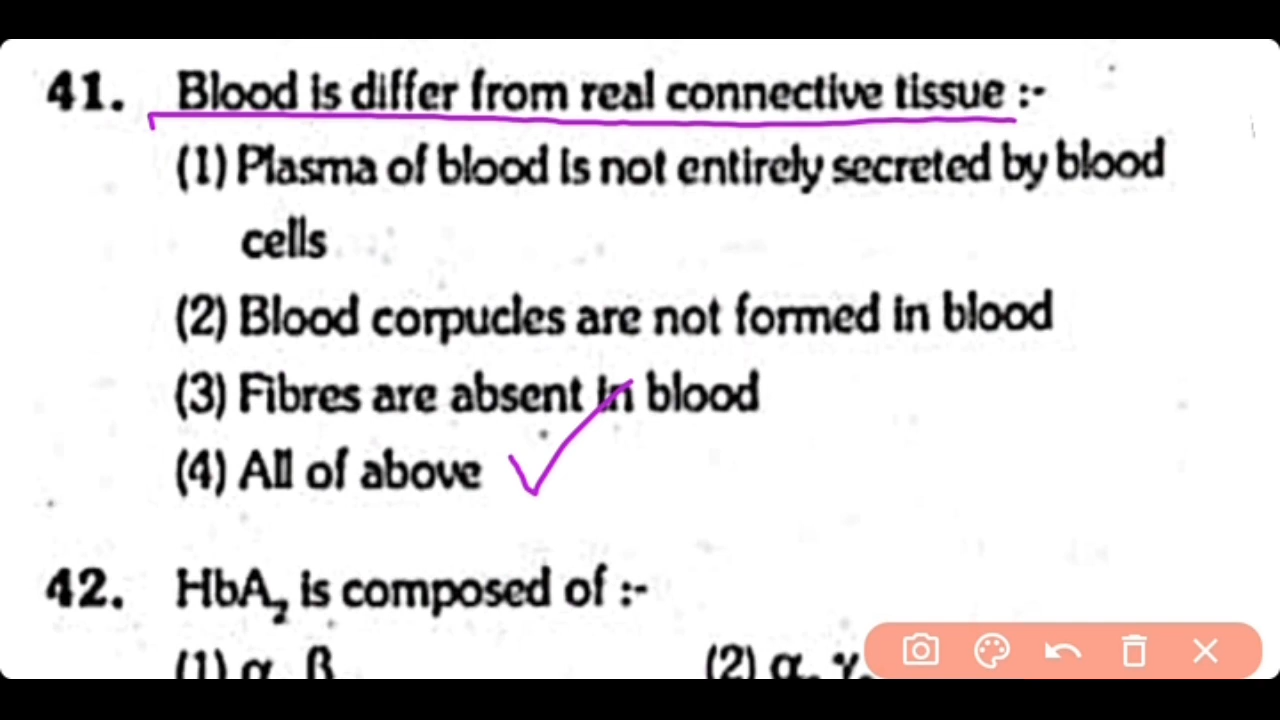 41. Blood is differ from real connective tissue :-
(1) Plasma of blood is not entirely secreted by blood
cells
(2) Blood corpucles are not formed in blood
(3) Fibres are absent in blood
(4) All of above
42. HbA₂ is composed of :-
(1) α β (2) α γ